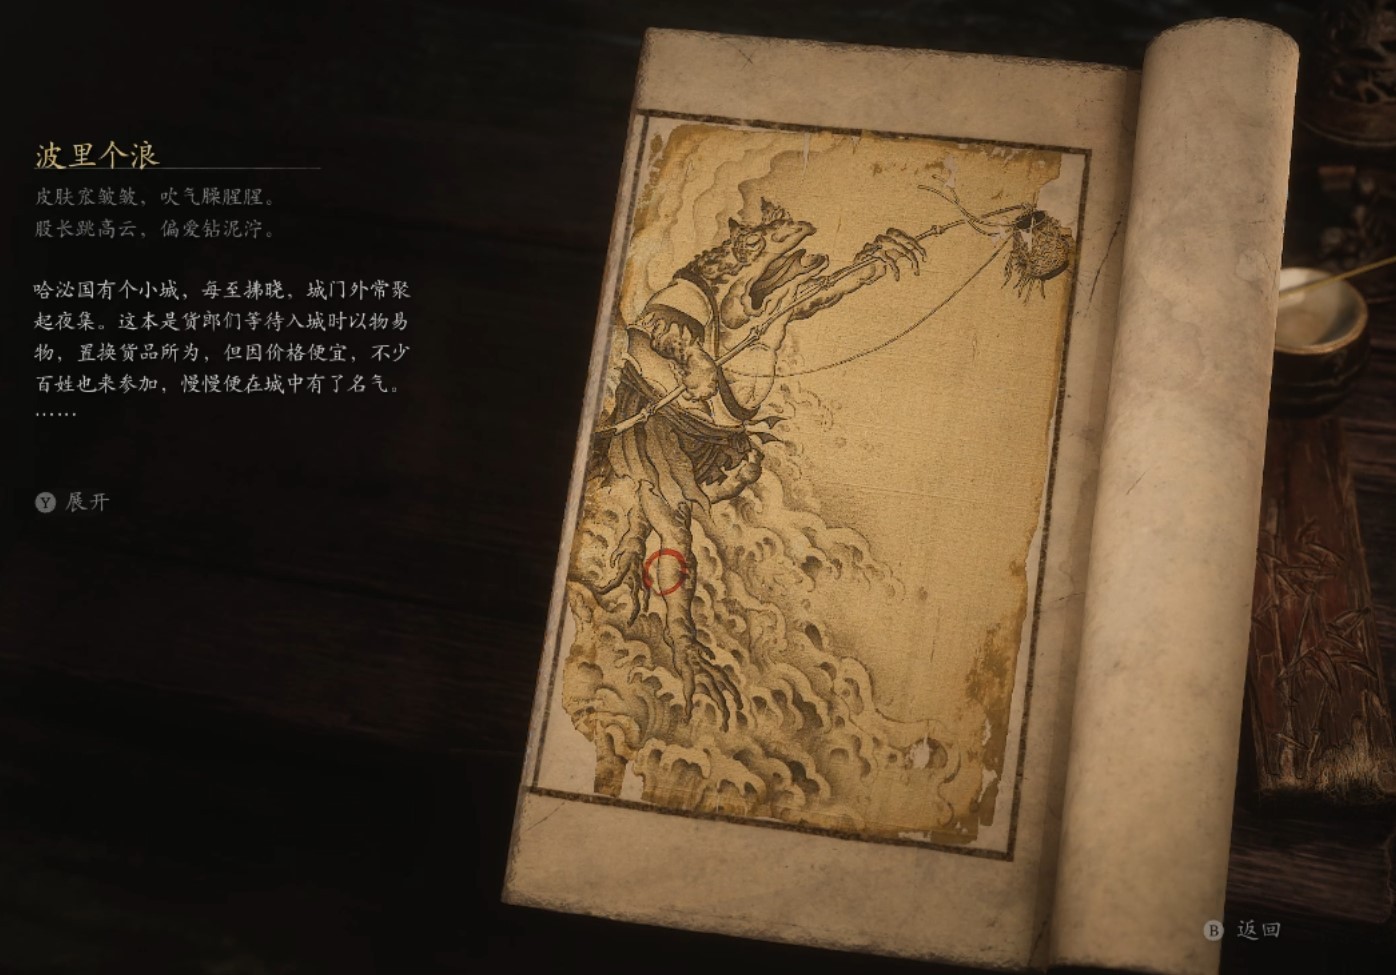 波里个浪
皮肤宽皱皱，吹气臊腥腥。
股长跳高云，偏爱钻泥泞。
哈泌国有个小城，每至拂晓，城门外常聚
起夜集。这本是货郎们等待入城时以物易
物，置换货品所为，但因价格便宜，不少
百姓也来参加，慢慢便在城中有了名气。
……
Y 展开
B 返回